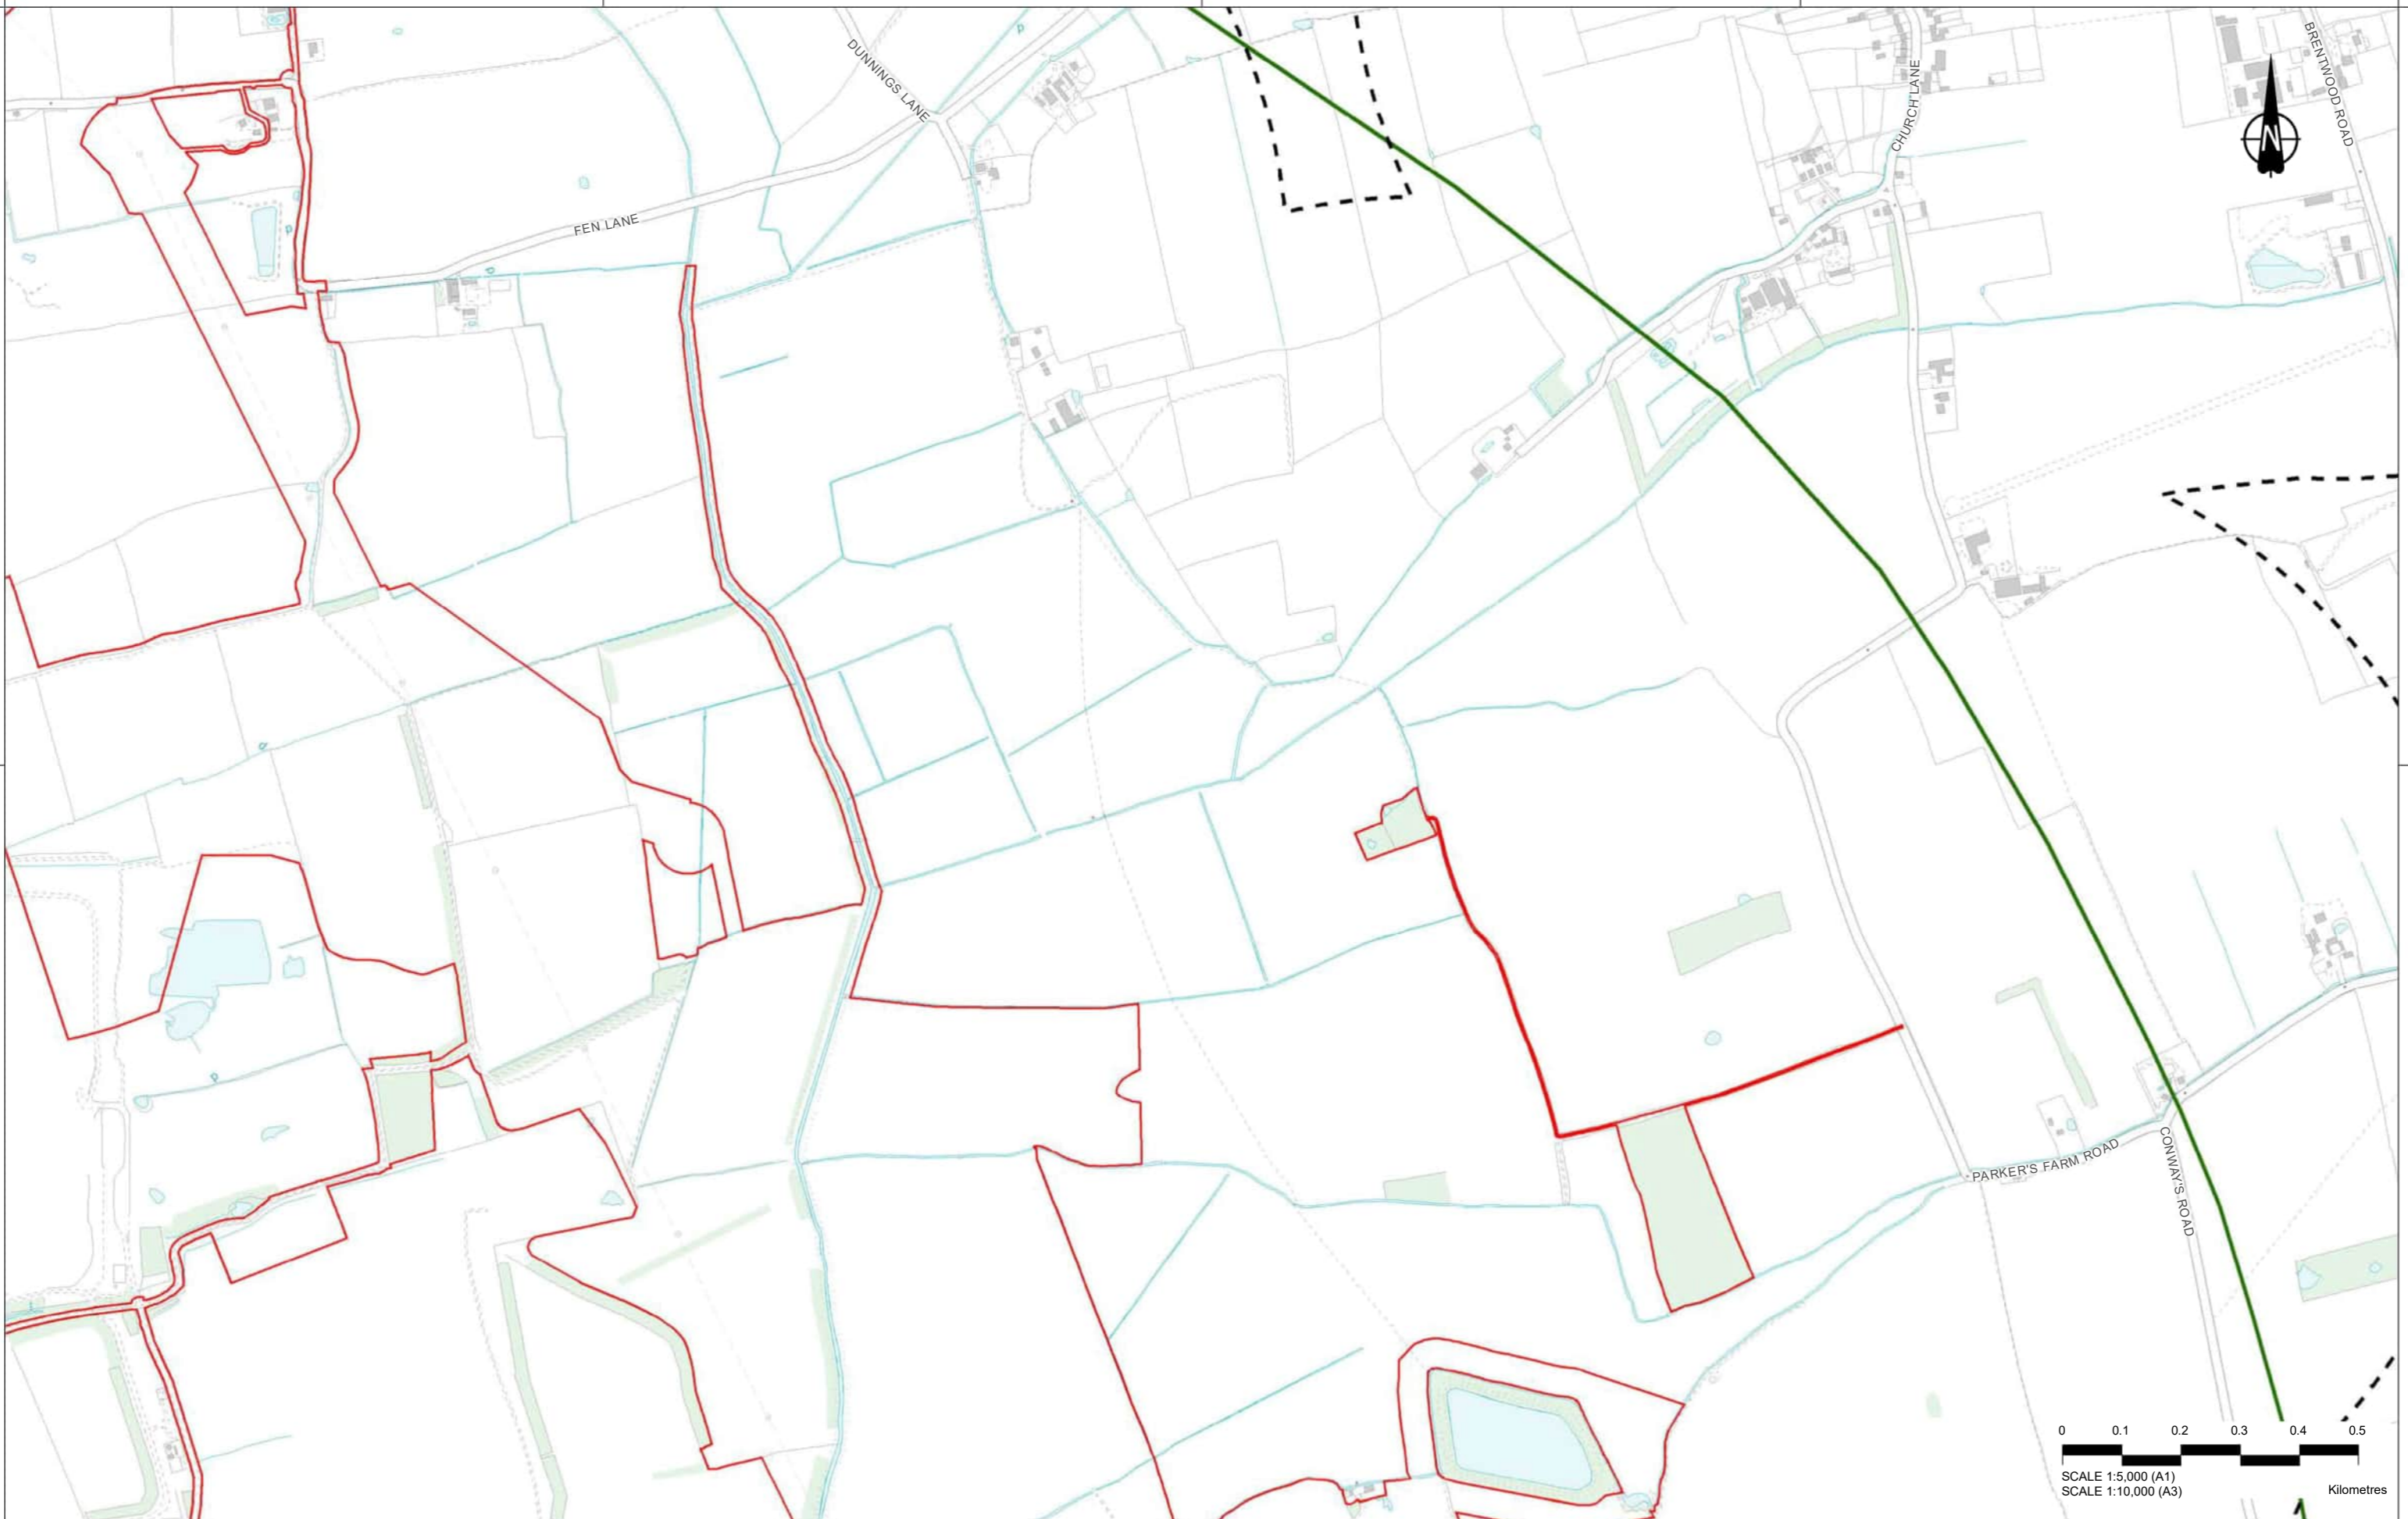 DUNNINGS LANE
FEN LANE
CHURCH LANE
BRENTWOOD ROAD
N
PARKER'S FARM ROAD
CONWAY'S ROAD
0 0.1 0.2 0.3 0.4 0.5
SCALE 1:5,000 (A1)
SCALE 1:10,000 (A3)
Kilometres